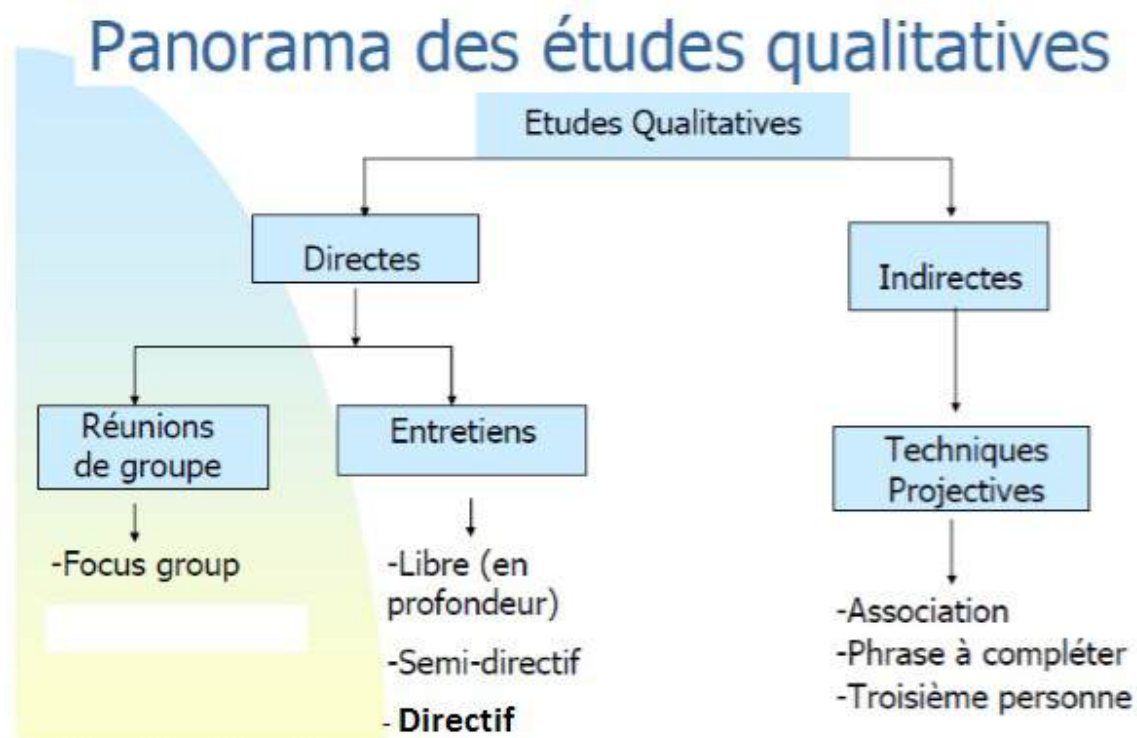 Panorama des études qualitatives
Etudes Qualitatives
Directes
Indirectes
Réunions
de groupe
Entretiens
Techniques
Projectives
-Focus group
-Libre (en
profondeur)
-Semi-directif
- Directif
-Association
-Phrase à compléter
-Troisième personne